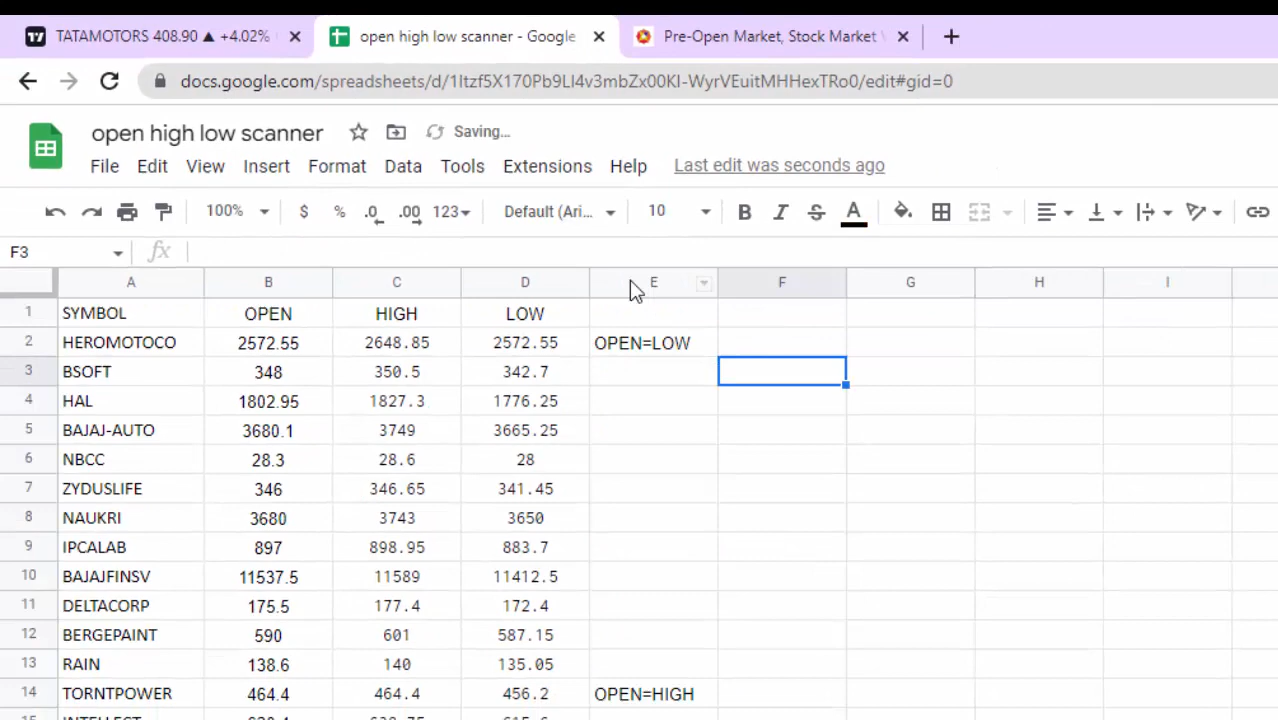 TATAMOTORS 408.90 ▲ +4.02%
open high low scanner - Google
Pre-Open Market, Stock Market
docs.google.com/spreadsheets/d/1Itzf5X170Pb9LI4v3mbZx00KI-WyrVEuitMHHexTRo0/edit#gid=0
open high low scanner
Saving...
File Edit View Insert Format Data Tools Extensions Help Last edit was seconds ago
100% $ % .0 .00 123 Default (Ari... 10 B I S A
F3 fx
A B C D E F G H I
1 SYMBOL OPEN HIGH LOW
2 HEROMOTOCO 2572.55 2648.85 2572.55 OPEN=LOW
3 BSOFT 348 350.5 342.7
4 HAL 1802.95 1827.3 1776.25
5 BAJAJ-AUTO 3680.1 3749 3665.25
6 NBCC 28.3 28.6 28
7 ZYDUSLIFE 346 346.65 341.45
8 NAUKRI 3680 3743 3650
9 IPCALAB 897 898.95 883.7
10 BAJAJFINSV 11537.5 11589 11412.5
11 DELTACORP 175.5 177.4 172.4
12 BERGEPAINT 590 601 587.15
13 RAIN 138.6 140 135.05
14 TORNTPOWER 464.4 464.4 456.2 OPEN=HIGH